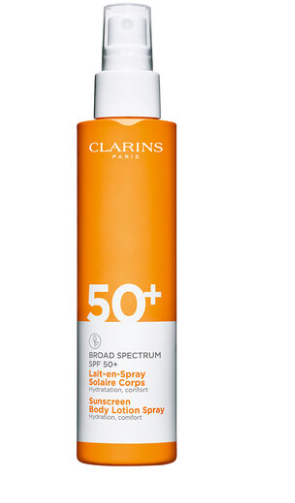 CLARINS
PARIS
50+
BROAD SPECTRUM
SPF 50+
Lait-en-Spray
Solaire Corps
Hydratation, confort
Sunscreen
Body Lotion Spray
Hydration, comfort